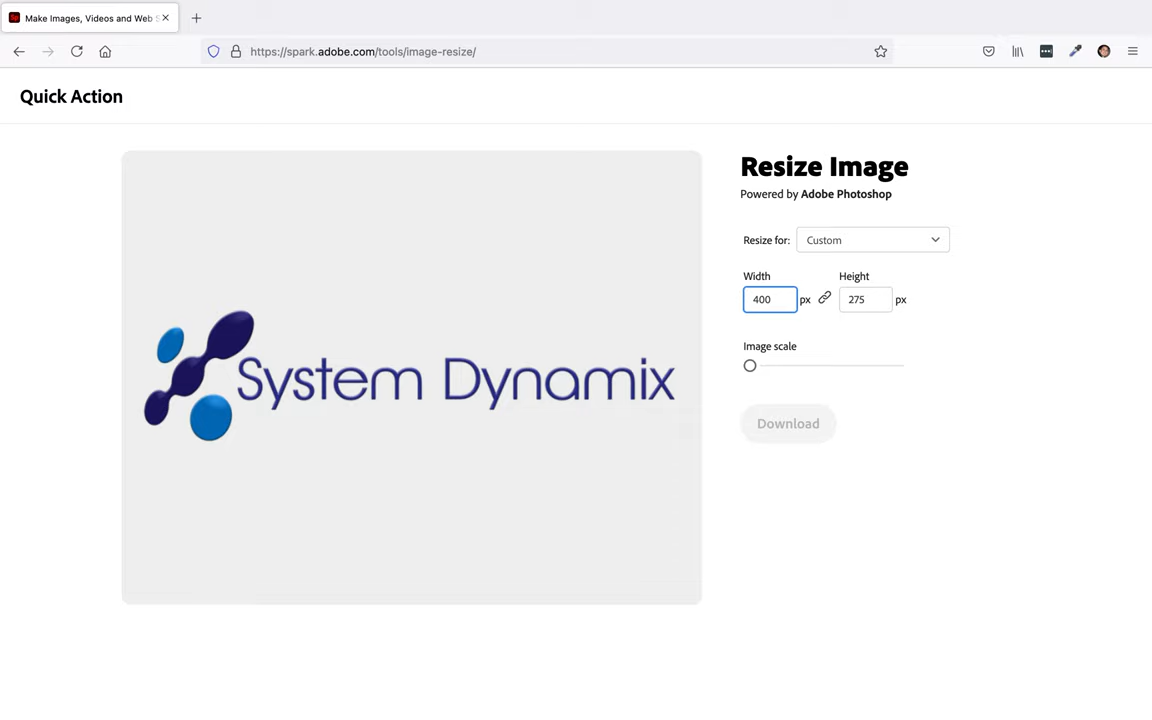 Make Images, Videos and Web S
https://spark.adobe.com/tools/image-resize/
Quick Action
System Dynamix
Resize Image
Powered by Adobe Photoshop
Resize for: Custom
Width Height
400 px 275 px
Image scale
Download